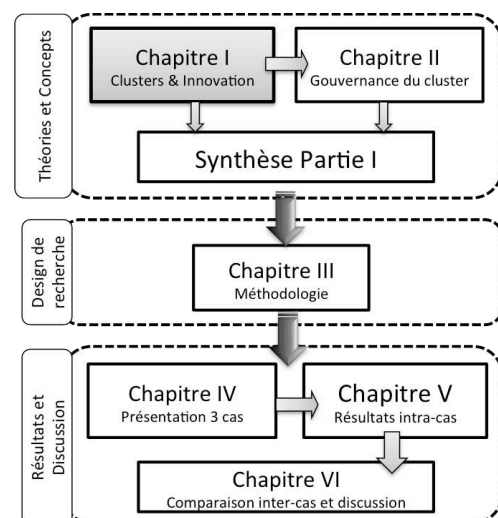 Théories et Concepts
Chapitre I
Clusters & Innovation
Chapitre II
Gouvernance du cluster
Synthèse Partie I
Design de
recherche
Chapitre III
Méthodologie
Résultats et
Discussion
Chapitre IV
Présentation 3 cas
Chapitre V
Résultats intra-cas
Chapitre VI
Comparaison inter-cas et discussion